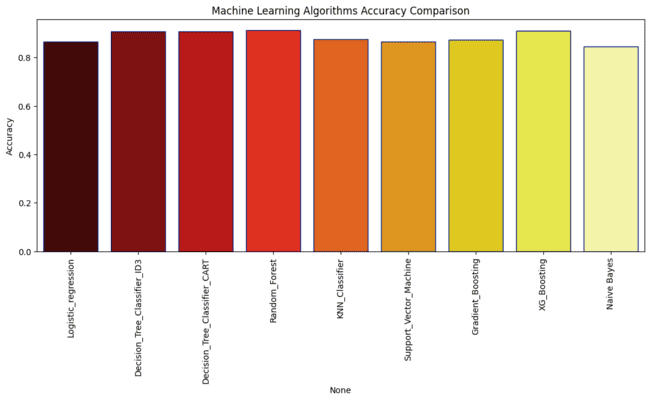 Machine Learning Algorithms Accuracy Comparison
Accuracy
0.8
0.6
0.4
0.2
0.0
Logistic_regression
Decision_Tree_Classifier_ID3
Decision_Tree_Classifier_CART
Random_Forest
KNN_Classifier
Support_Vector_Machine
Gradient_Boosting
XG_Boosting
Naive Bayes
None